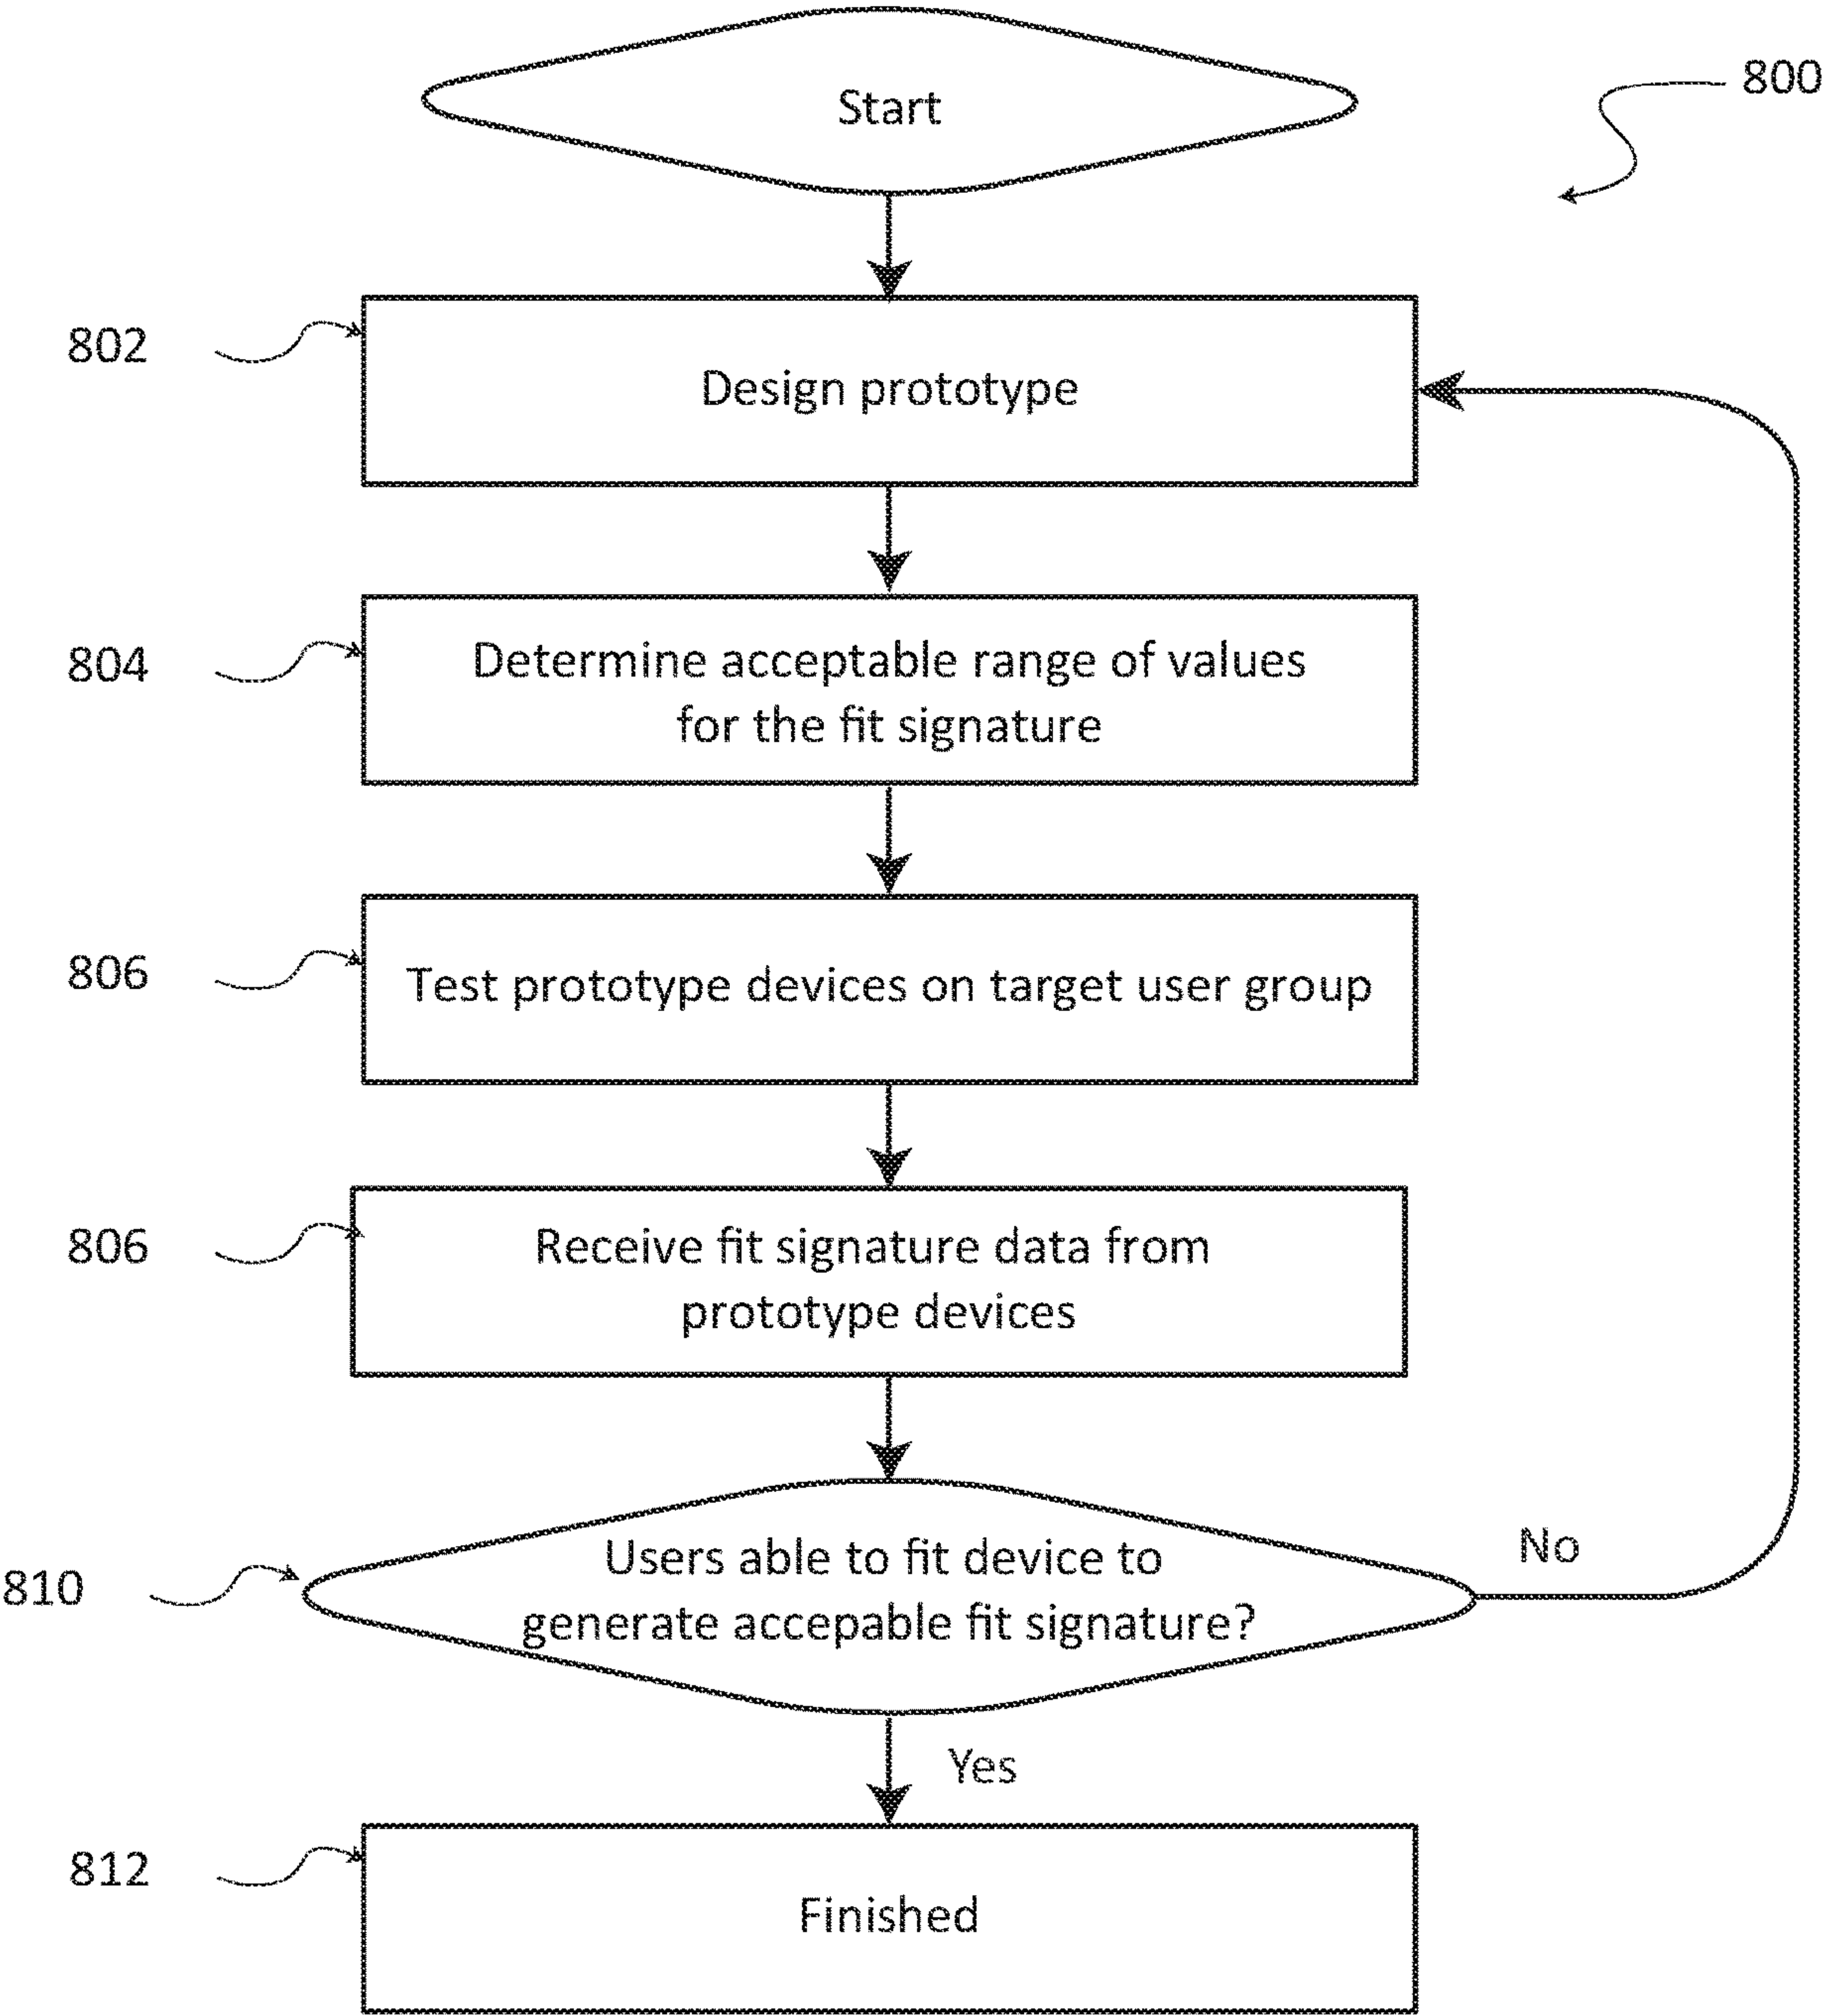 Start
800
802
Design prototype
804
Determine acceptable range of values
for the fit signature
806
Test prototype devices on target user group
806
Receive fit signature data from
prototype devices
810
Users able to fit device to
generate accepable fit signature?
No
Yes
812
Finished